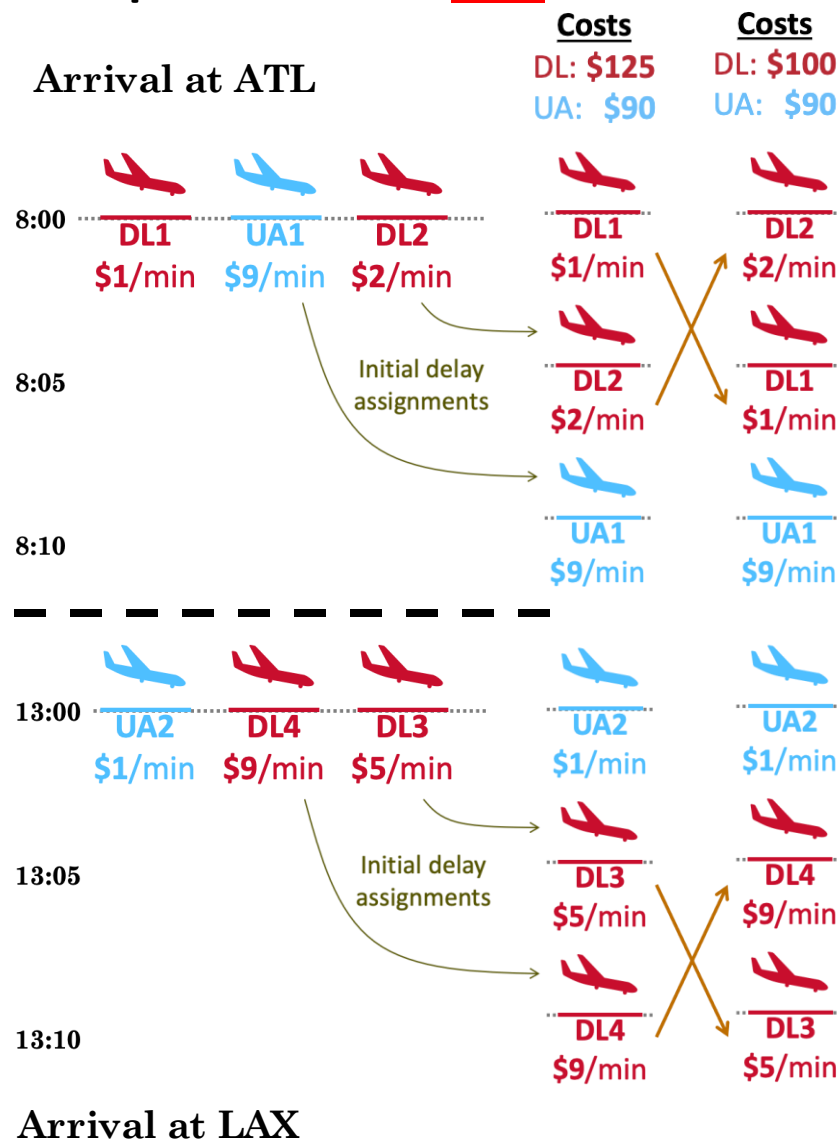 Costs Costs
Arrival at ATL
DL: $125 DL: $100
UA: $90 UA: $90
8:00
DL1 UA1 DL2 DL1 DL2
$1/min $9/min $2/min $1/min $2/min
Initial delay
assignments
8:05
DL2 DL1
$2/min $1/min
8:10
UA1 UA1
$9/min $9/min
13:00
UA2 DL4 DL3 UA2 UA2
$1/min $9/min $5/min $1/min $1/min
Initial delay
assignments
13:05
DL3 DL4
$5/min $9/min
13:10
DL4 DL3
$9/min $5/min
Arrival at LAX